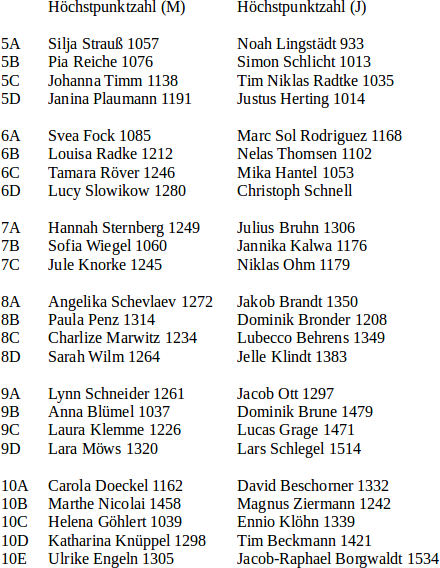 Höchstpunktzahl (M) Höchstpunktzahl (J)
5A Silja Strauß 1057 Noah Lingstädt 933
5B Pia Reiche 1076 Simon Schlicht 1013
5C Johanna Timm 1138 Tim Niklas Radtke 1035
5D Janina Plaumann 1191 Justus Herting 1014
6A Svea Fock 1085 Marc Sol Rodriguez 1168
6B Louisa Radke 1212 Nelas Thomsen 1102
6C Tamara Röver 1246 Mika Hantel 1053
6D Lucy Slowikow 1280 Christoph Schnell
7A Hannah Sternberg 1249 Julius Bruhn 1306
7B Sofia Wiegel 1060 Jannika Kalwa 1176
7C Jule Knorke 1245 Niklas Ohm 1179
8A Angelika Schevlaev 1272 Jakob Brandt 1350
8B Paula Penz 1314 Dominik Bronder 1208
8C Charlize Marwitz 1234 Lubecco Behrens 1349
8D Sarah Wilm 1264 Jelle Klindt 1383
9A Lynn Schneider 1261 Jacob Ott 1297
9B Anna Blümel 1037 Dominik Brune 1479
9C Laura Klemme 1226 Lucas Grage 1471
9D Lara Möws 1320 Lars Schlegel 1514
10A Carola Doeckel 1162 David Beschorner 1332
10B Marthe Nicolai 1458 Magnus Ziermann 1242
10C Helena Göhlert 1039 Ennio Klöhn 1339
10D Katharina Knüppel 1298 Tim Beckmann 1421
10E Ulrike Engeln 1305 Jacob-Raphael Borgwaldt 1534